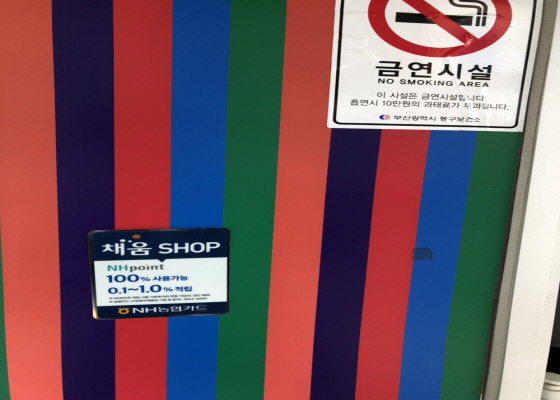 금연시설
NO SMOKING AREA
이 시설은 금연시설입니다
흡연시 10만원의 과태료가 부과됩니다.
부산광역시 중구보건소
채움 SHOP
NHpoint
100% 사용가능
0.1~1.0% 적립
NH농협카드